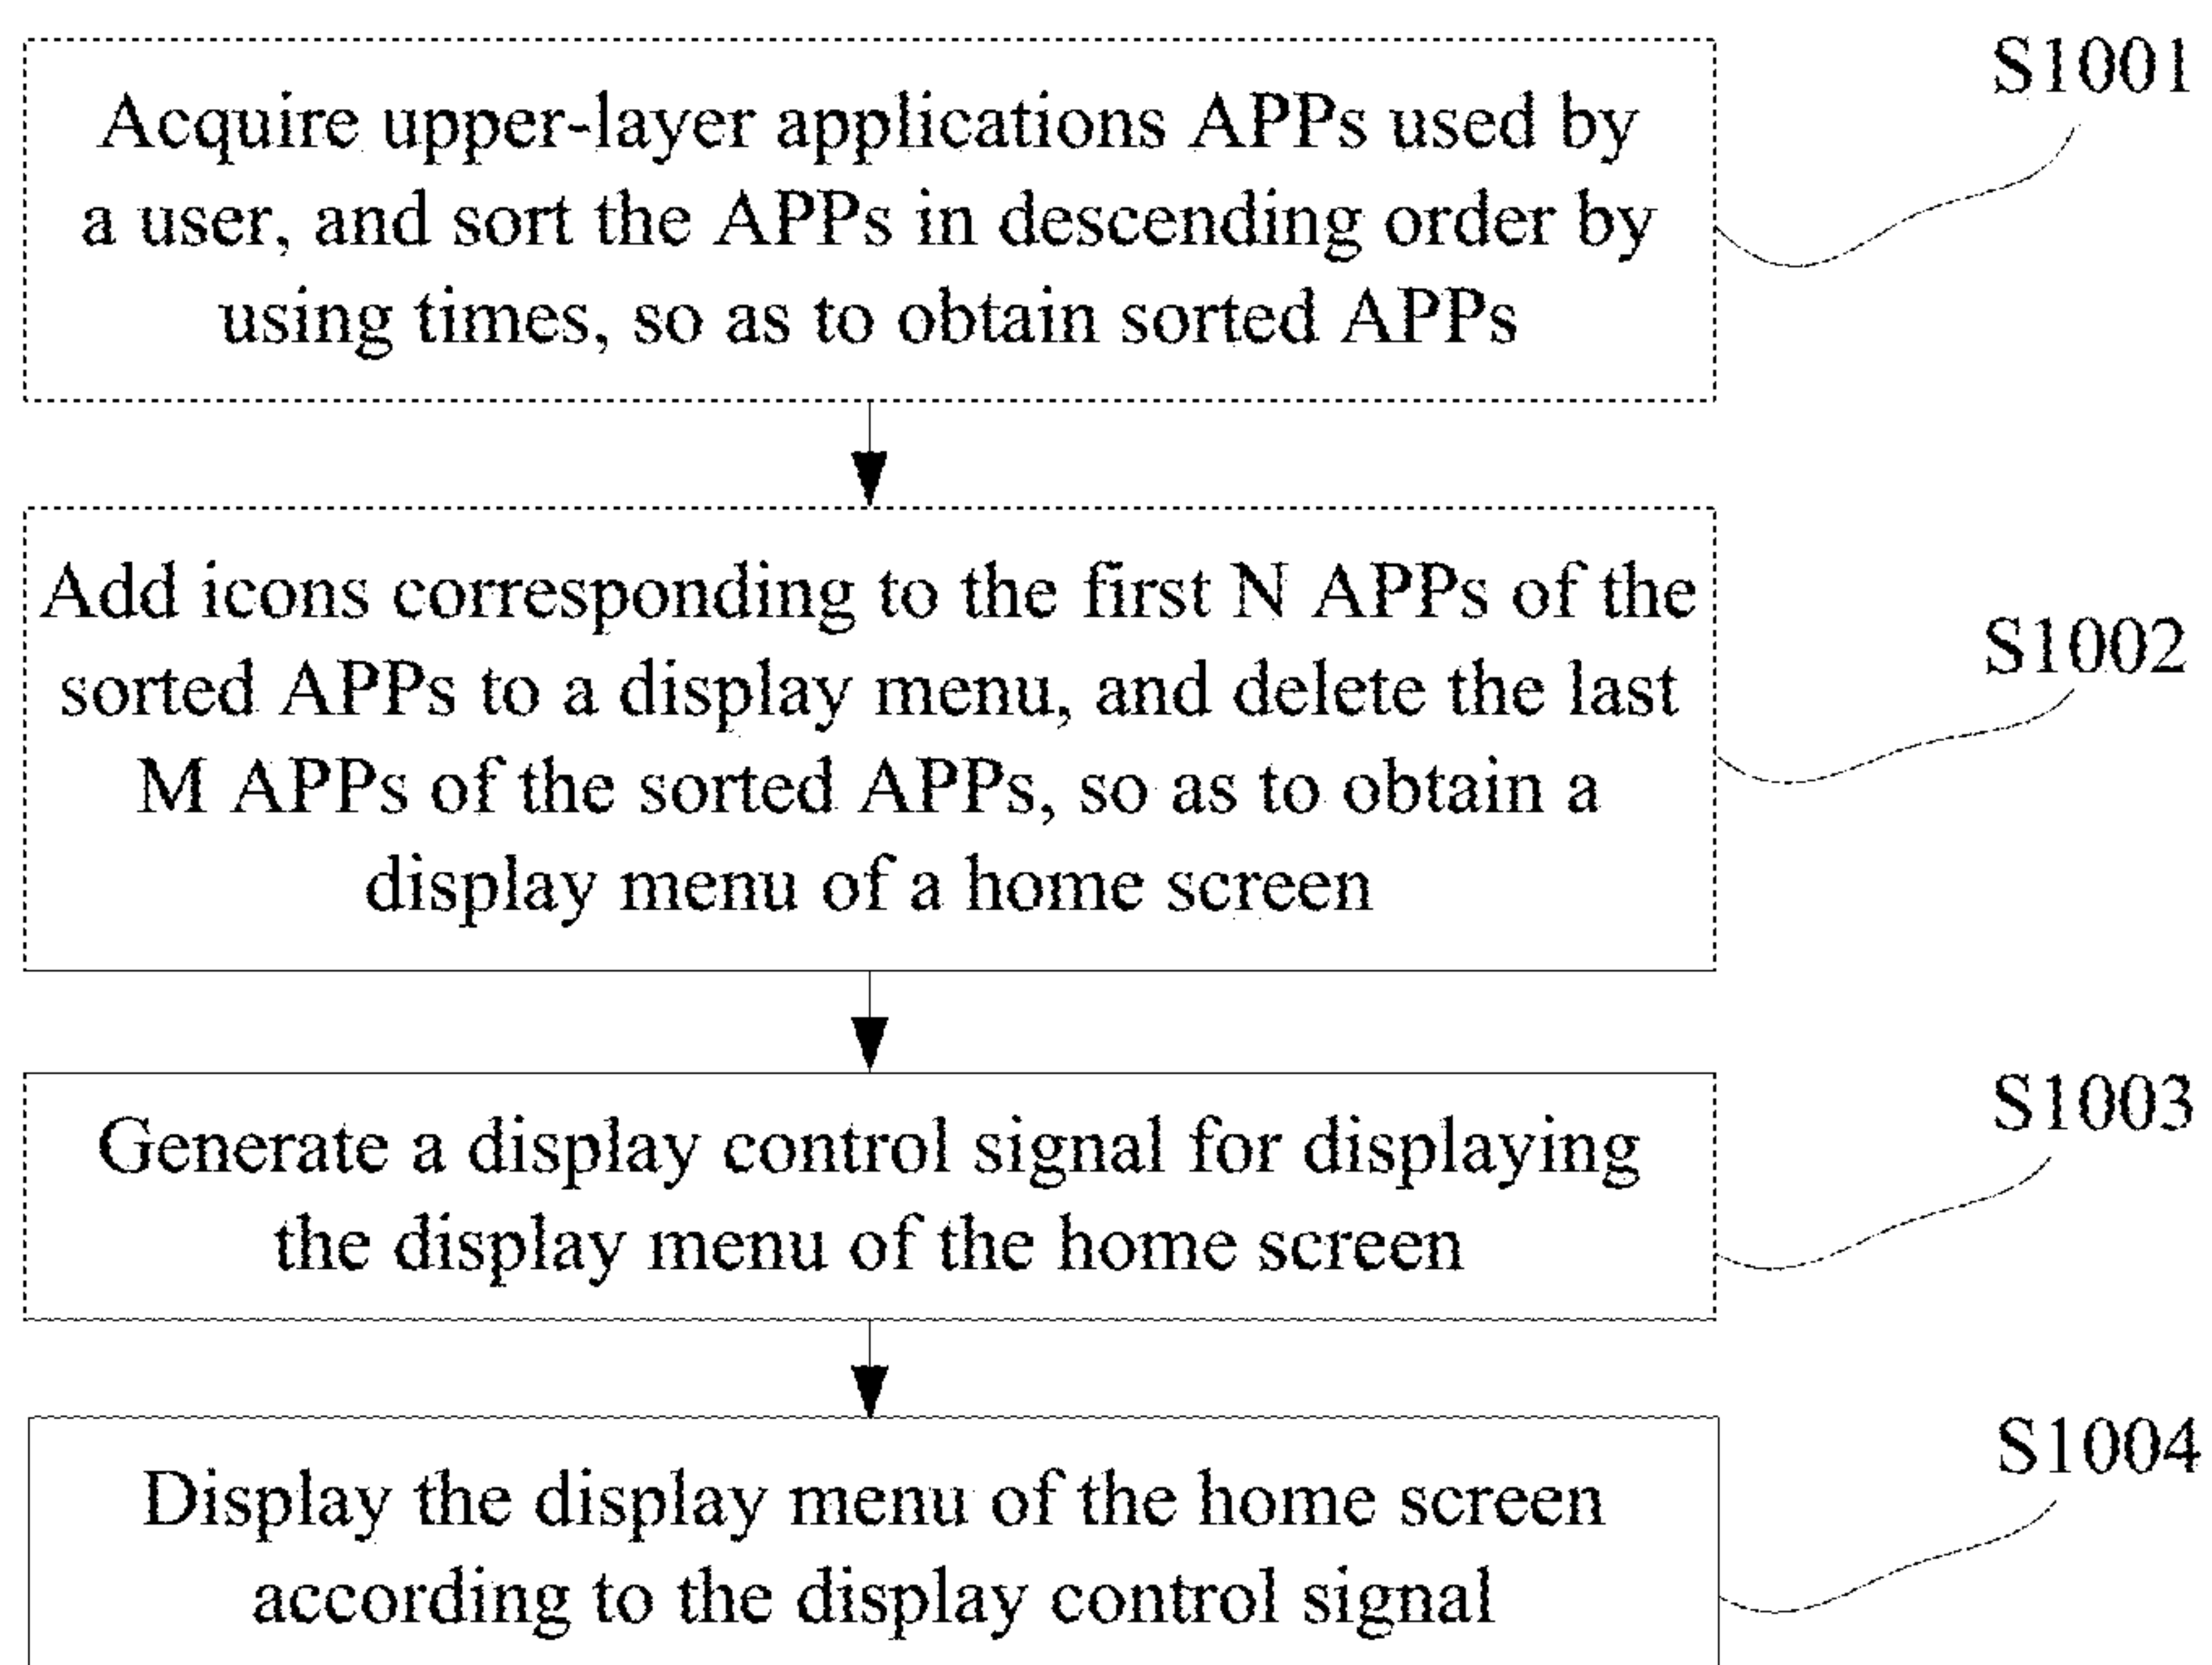 S1001
Acquire upper-layer applications APPs used by
a user, and sort the APPs in descending order by
using times, so as to obtain sorted APPs
S1002
Add icons corresponding to the first N APPs of the
sorted APPs to a display menu, and delete the last
M APPs of the sorted APPs, so as to obtain a
display menu of a home screen
S1003
Generate a display control signal for displaying
the display menu of the home screen
S1004
Display the display menu of the home screen
according to the display control signal